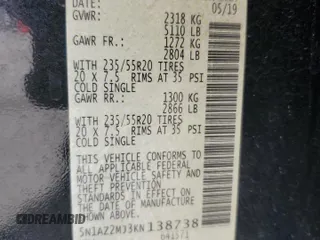 DATE: 05/19
GVWR: 2318 KG
5110 LB
GAWR FR.: 1272 KG
2804 LB
WITH 235/55R20 TIRES
20 X 7.5 RIMS AT 35 PSI
COLD SINGLE
GAWR RR.: 1300 KG
2866 LB
WITH 235/55R20 TIRES
20 X 7.5 RIMS AT 35 PSI
COLD SINGLE
THIS VEHICLE CONFORMS TO
ALL APPLICABLE FEDERAL
MOTOR VEHICLE SAFETY
STANDARDS IN EFFECT ON
THE DATE OF MANUFACTURE
SHOWN ABOVE.
5N1AZ2MJ3KN138738
DREAMBID